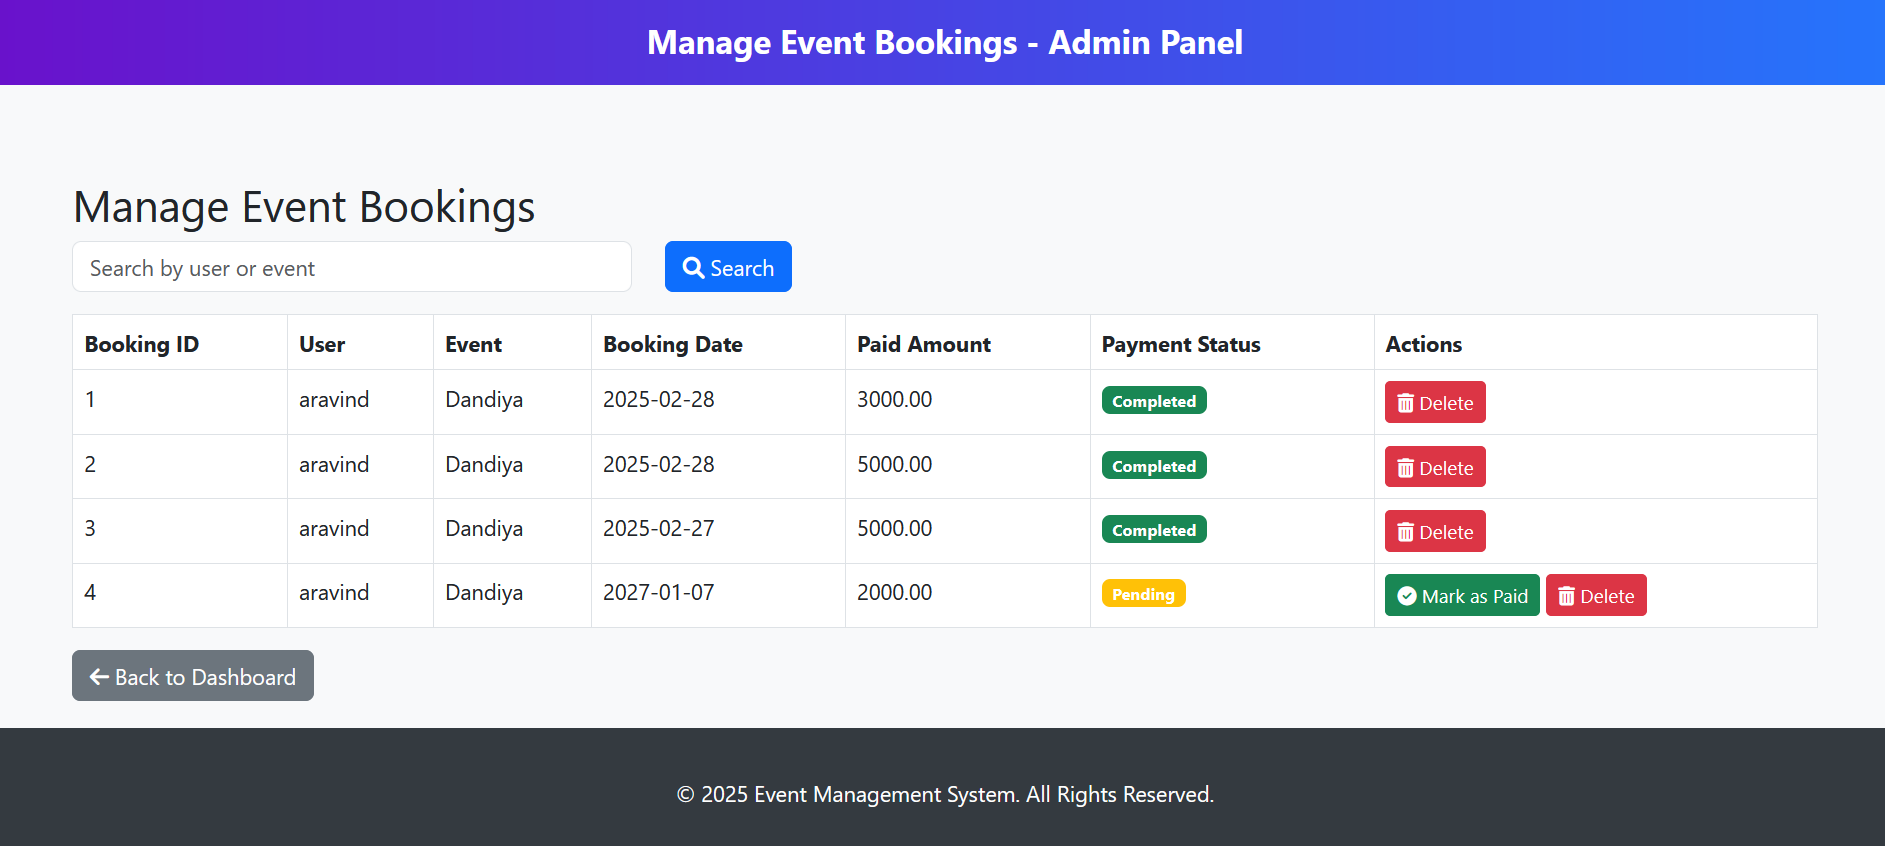 Manage Event Bookings - Admin Panel
Manage Event Bookings
Search by user or event Search
Booking ID User Event Booking Date Paid Amount Payment Status Actions
1 aravind Dandiya 2025-02-28 3000.00 Completed Delete
2 aravind Dandiya 2025-02-28 5000.00 Completed Delete
3 aravind Dandiya 2025-02-27 5000.00 Completed Delete
4 aravind Dandiya 2027-01-07 2000.00 Pending Mark as Paid Delete
Back to Dashboard
© 2025 Event Management System. All Rights Reserved.